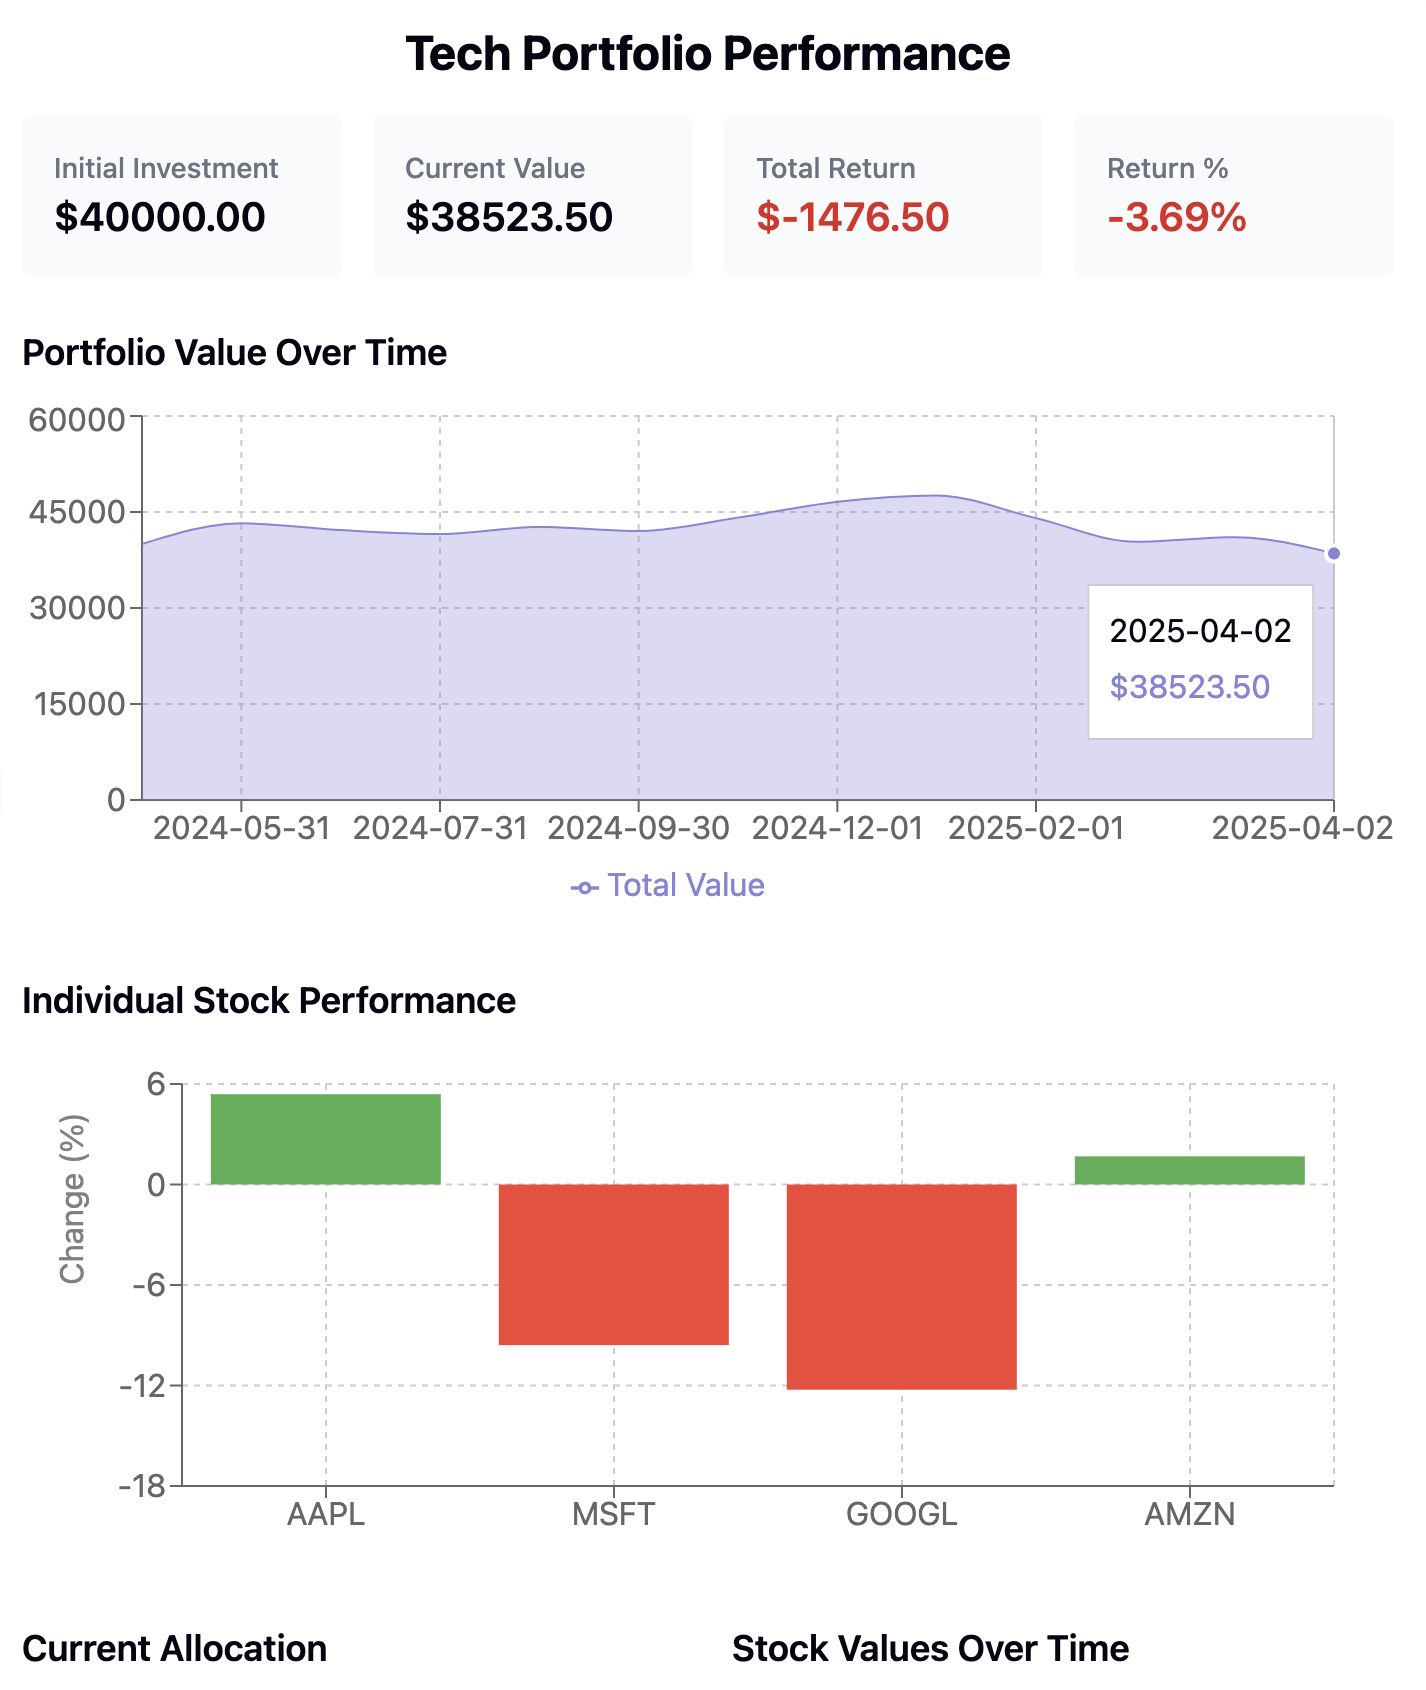 Tech Portfolio Performance
Initial Investment
$40000.00
Current Value
$38523.50
Total Return
$-1476.50
Return %
-3.69%
Portfolio Value Over Time
60000
45000
30000
15000
0
2025-04-02
$38523.50
2024-05-31 2024-07-31 2024-09-30 2024-12-01 2025-02-01 2025-04-02
Total Value
Individual Stock Performance
Change (%)
6
0
-6
-12
-18
AAPL MSFT GOOGL AMZN
Current Allocation
Stock Values Over Time